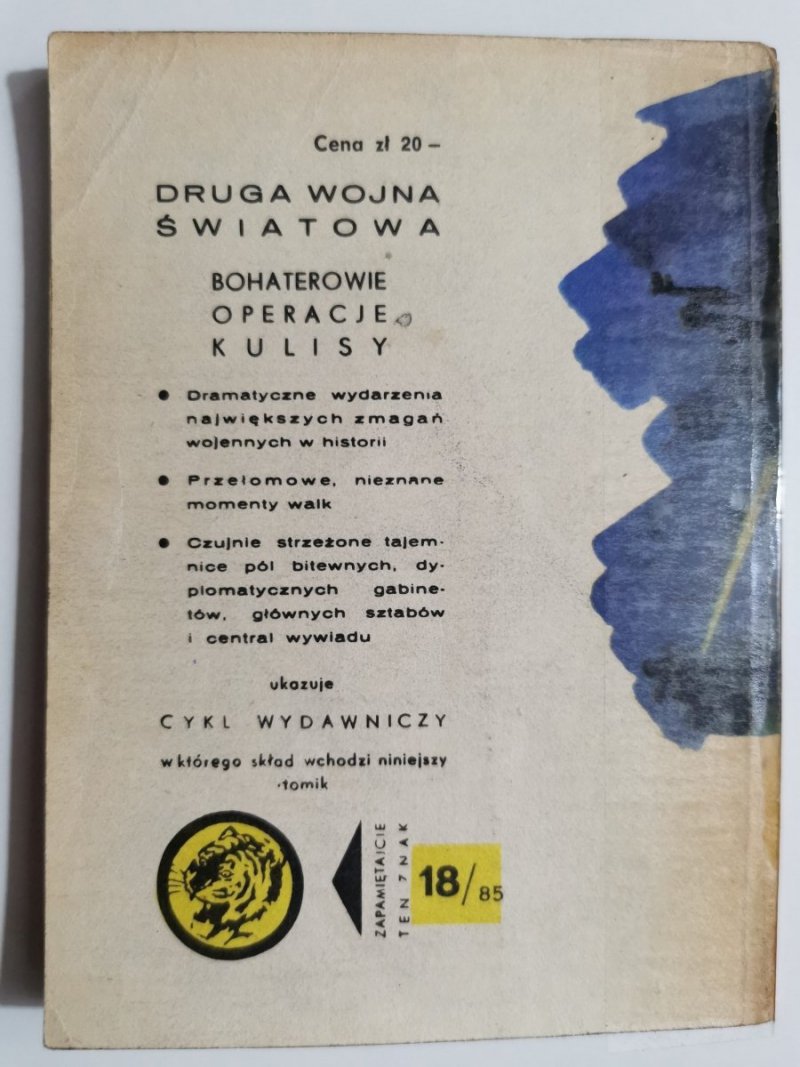 Cena zł 20 –
DRUGA WOJNA
ŚWIATOWA
BOHATEROWIE
OPERACJE
KULISY
● Dramatyczne wydarzenia
największych zmagań
wojennych w historii
● Przełomowe, nieznane
momenty walk
● Czujnie strzeżone tajem-
nice pól bitewnych, dy-
plomatycznych gabine-
tów, głównych sztabów
i central wywiadu
ukazuje
CYKL WYDAWNICZY
w którego skład wchodzi niniejszy
tomik
ZAPAMIĘTAJCIE
TEN ZNAK
18/85